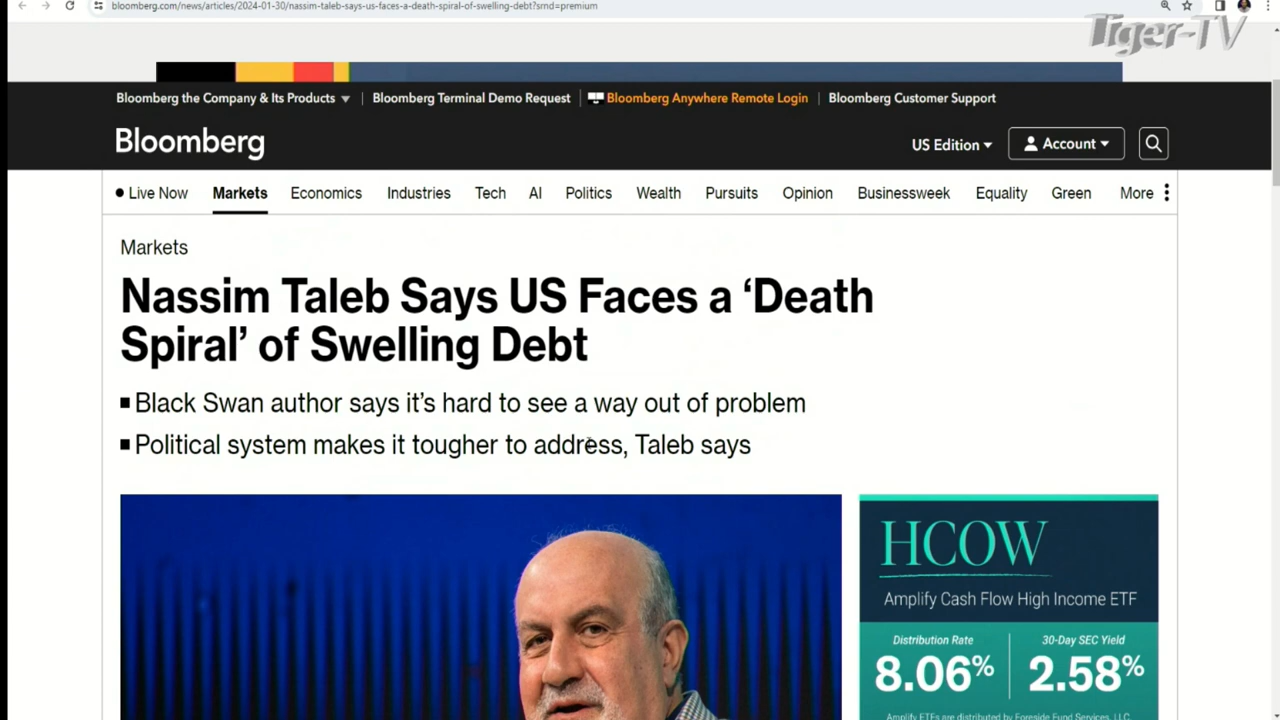 bloomberg.com/news/articles/2024-01-30/nassim-taleb-says-us-faces-a-death-spiral-of-swelling-debt?srnd=premium
Tiger-TV
Bloomberg the Company & Its Products
Bloomberg Terminal Demo Request
Bloomberg Anywhere Remote Login
Bloomberg Customer Support
Bloomberg
US Edition
Account
Live Now
Markets
Economics
Industries
Tech
AI
Politics
Wealth
Pursuits
Opinion
Businessweek
Equality
Green
More
Markets
Nassim Taleb Says US Faces a ‘Death
Spiral’ of Swelling Debt
Black Swan author says it’s hard to see a way out of problem
Political system makes it tougher to address, Taleb says
HCOW
Amplify Cash Flow High Income ETF
Distribution Rate
8.06%
30-Day SEC Yield
2.58%
Amplify ETFs are distributed by Foreside Fund Services, LLC.